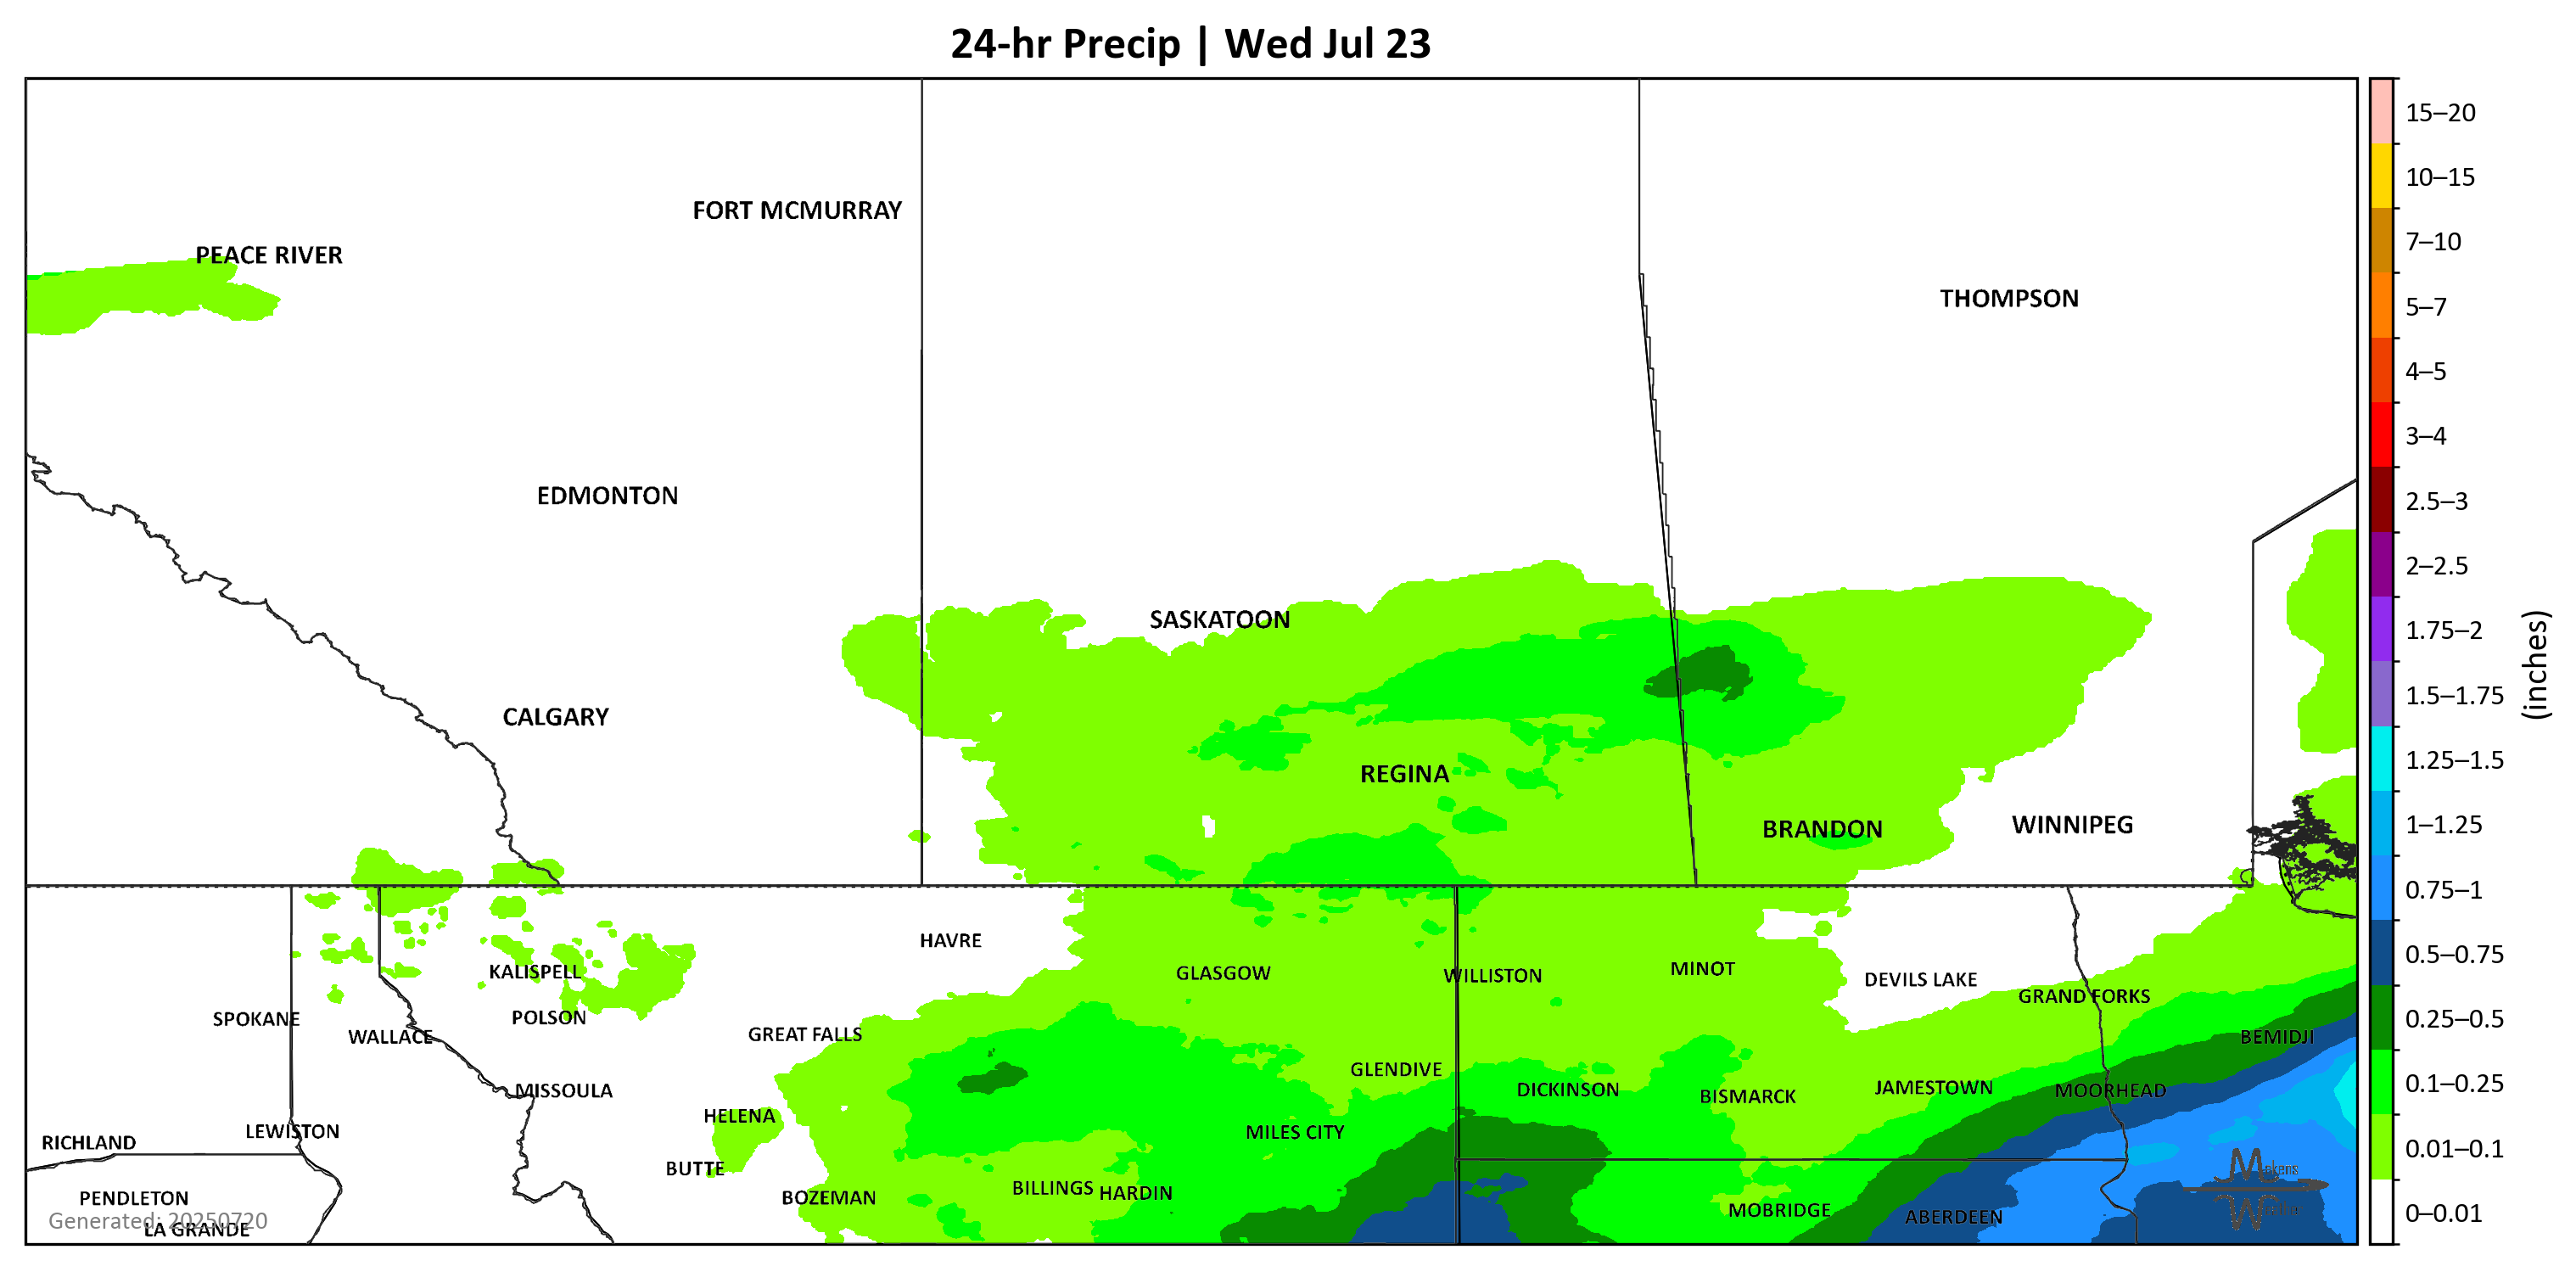 24-hr Precip | Wed Jul 23
FORT MCMURRAY
PEACE RIVER
THOMPSON
EDMONTON
SASKATOON
CALGARY
REGINA
BRANDON
WINNIPEG
HAVRE
GLASGOW
WILLISTON
MINOT
DEVILS LAKE
GRAND FORKS
KALISPELL
SPOKANE
POLSON
WALLACE
GREAT FALLS
BEMIDJI
GLENDIVE
MISSOULA
DICKINSON
BISMARCK
JAMESTOWN
MOORHEAD
HELENA
MILES CITY
LEWISTON
RICHLAND
BUTTE
BILLINGS
HARDIN
PENDLETON
BOZEMAN
MOBRIDGE
ABERDEEN
Generated: 20250720
LA GRANDE
15–20
10–15
7–10
5–7
4–5
3–4
2.5–3
2–2.5
1.75–2
1.5–1.75
1.25–1.5
1–1.25
0.75–1
0.5–0.75
0.25–0.5
0.1–0.25
0.01–0.1
0–0.01
(inches)